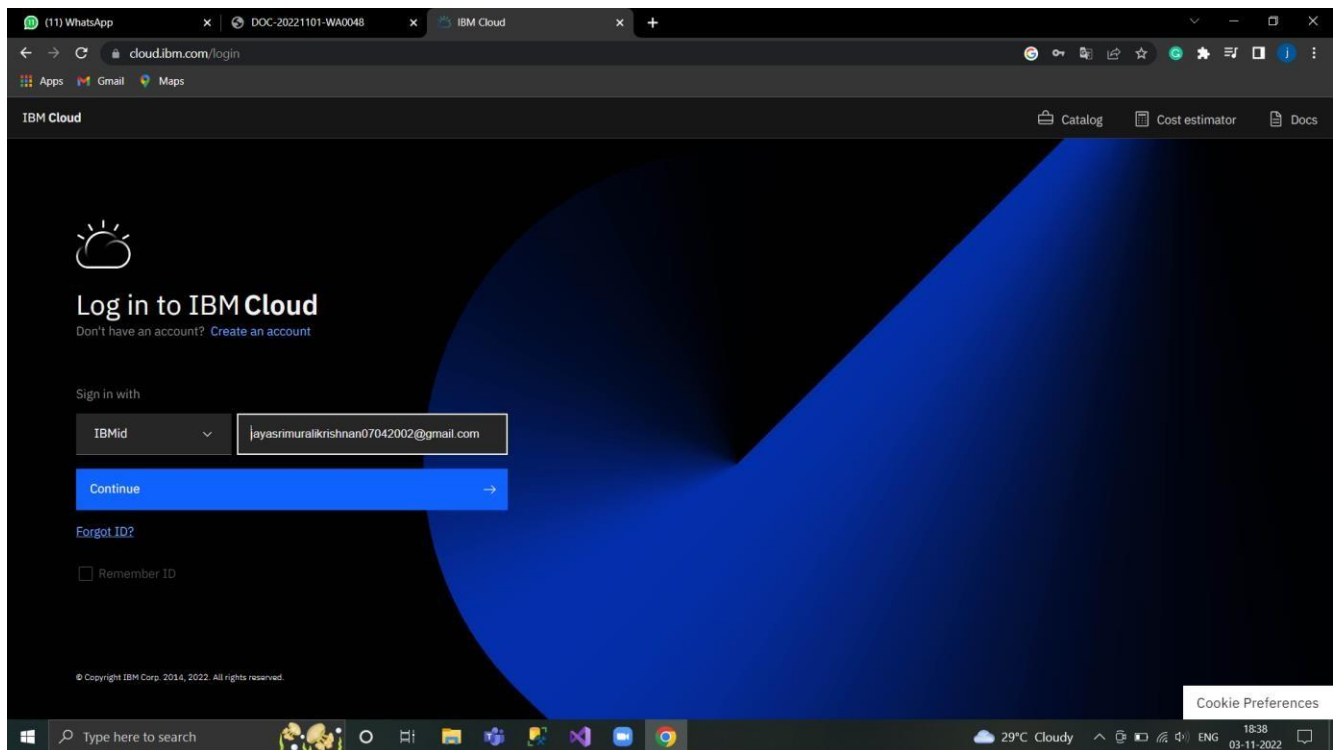 (11) WhatsApp
DOC-20221101-WA0048
IBM Cloud
cloud.ibm.com/login
Apps
Gmail
Maps
IBM Cloud
Catalog
Cost estimator
Docs
Log in to IBM Cloud
Don't have an account? Create an account
Sign in with
IBMid
jayasrimuralikrishnan07042002@gmail.com
Continue
Forgot ID?
Remember ID
© Copyright IBM Corp. 2014, 2022. All rights reserved.
Cookie Preferences
Type here to search
29°C Cloudy
ENG
18:38
03-11-2022